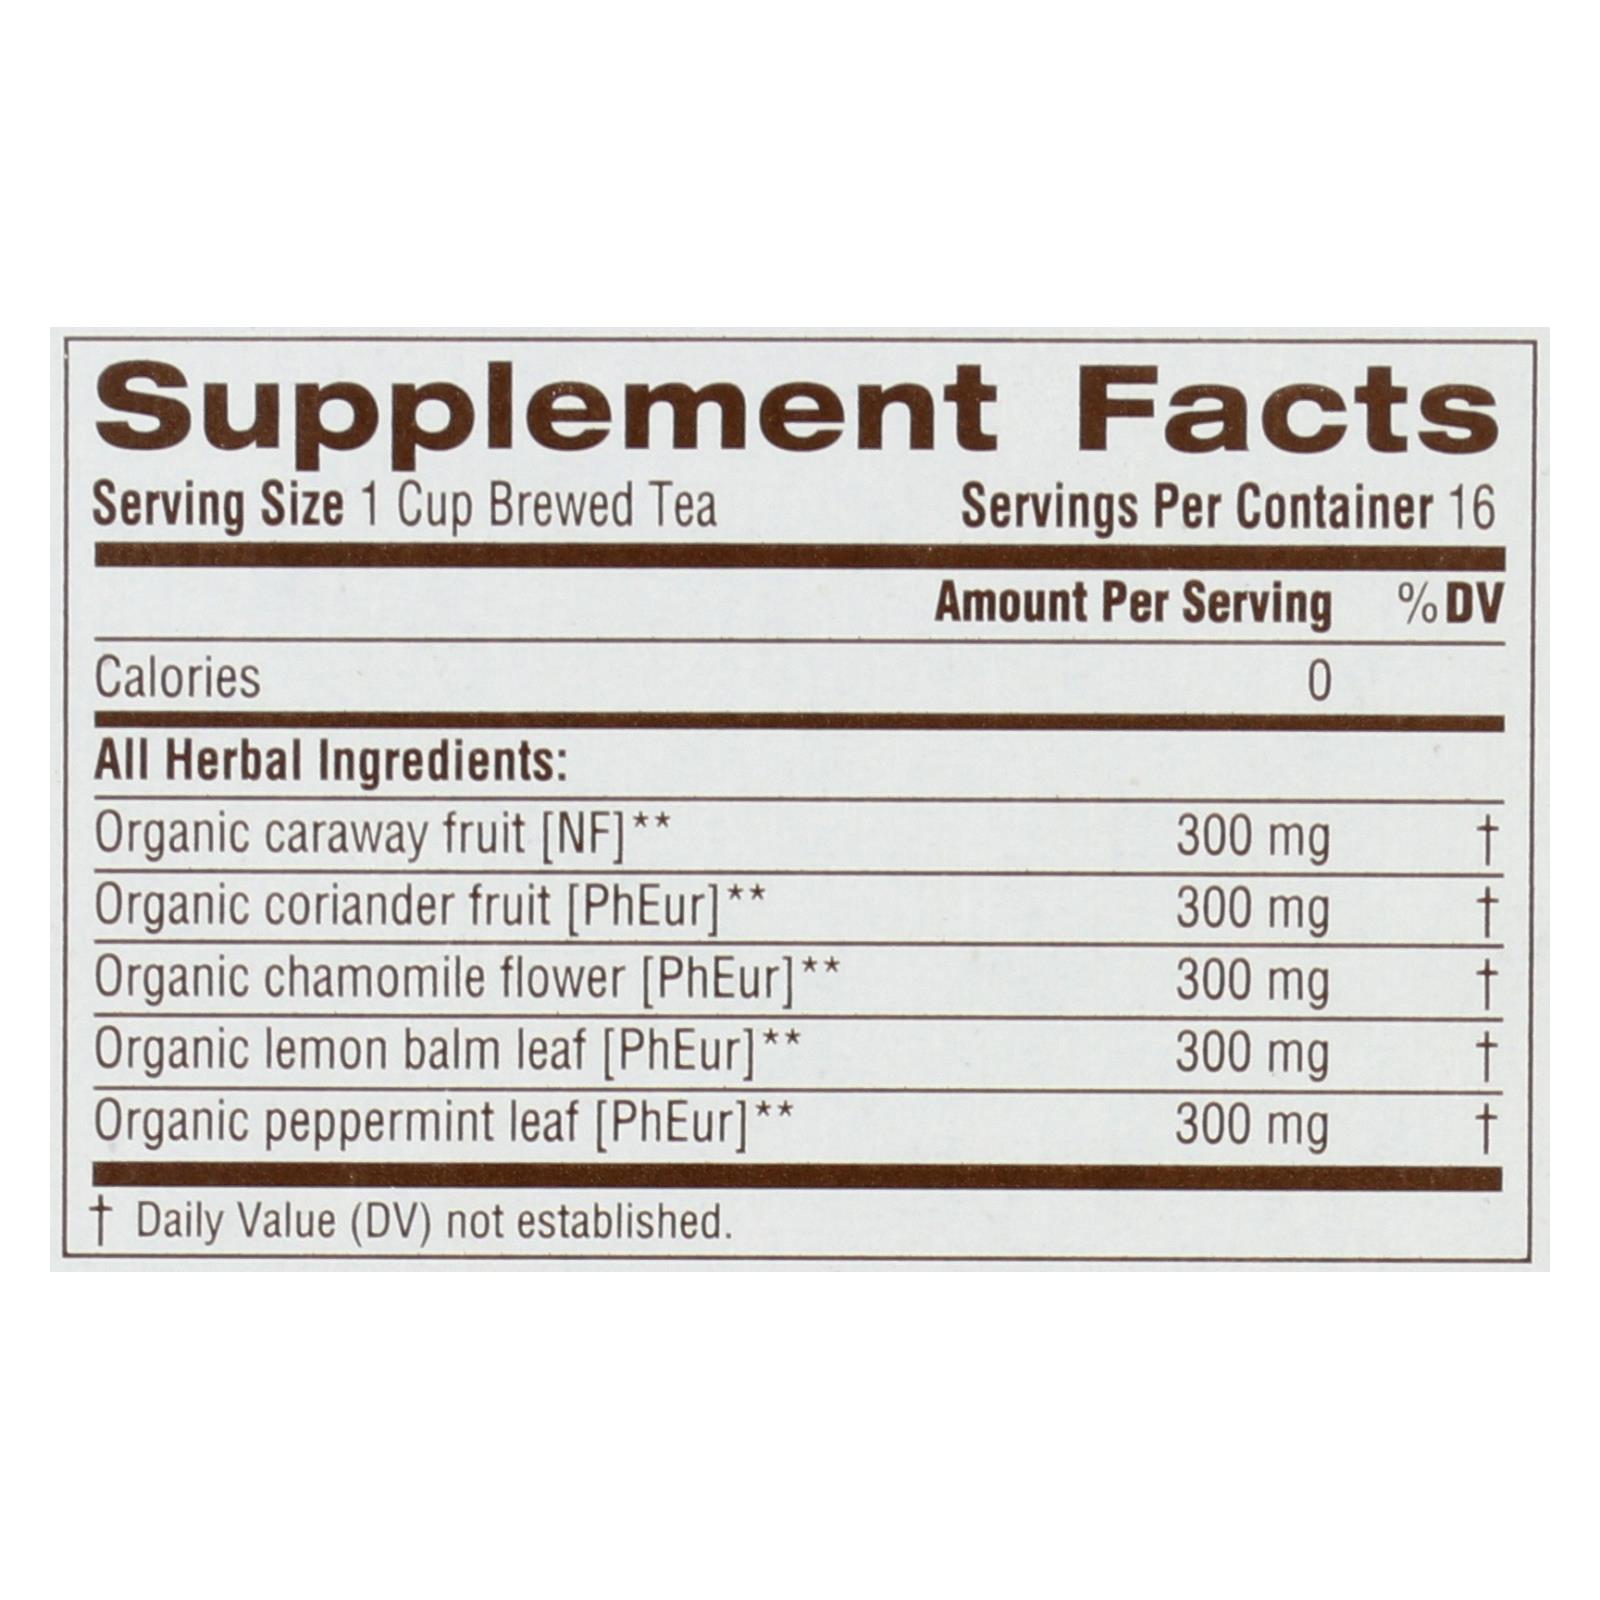 Supplement Facts
Serving Size 1 Cup Brewed Tea Servings Per Container 16
Amount Per Serving % DV
Calories 0
All Herbal Ingredients:
Organic caraway fruit [NF]** 300 mg †
Organic coriander fruit [PhEur]** 300 mg †
Organic chamomile flower [PhEur]** 300 mg †
Organic lemon balm leaf [PhEur]** 300 mg †
Organic peppermint leaf [PhEur]** 300 mg †
† Daily Value (DV) not established.